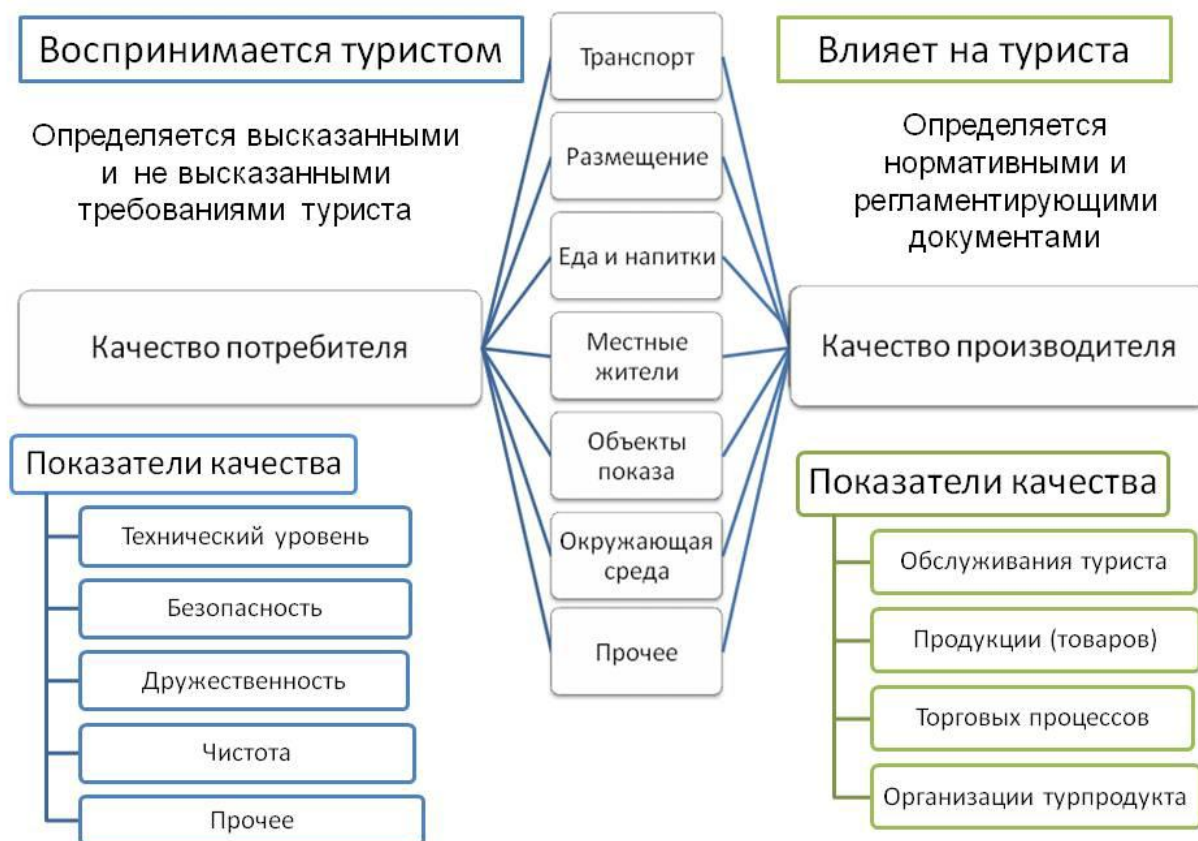 Воспринимается туристом
Определяется высказанными
и не высказанными
требованиями туриста
Качество потребителя
Показатели качества
Технический уровень
Безопасность
Дружественность
Чистота
Прочее
Транспорт
Размещение
Еда и напитки
Местные
жители
Объекты
показа
Окружающая
среда
Прочее
Влияет на туриста
Определяется
нормативными и
регламентирующими
документами
Качество производителя
Показатели качества
Обслуживания туриста
Продукции (товаров)
Торговых процессов
Организации турпродукта